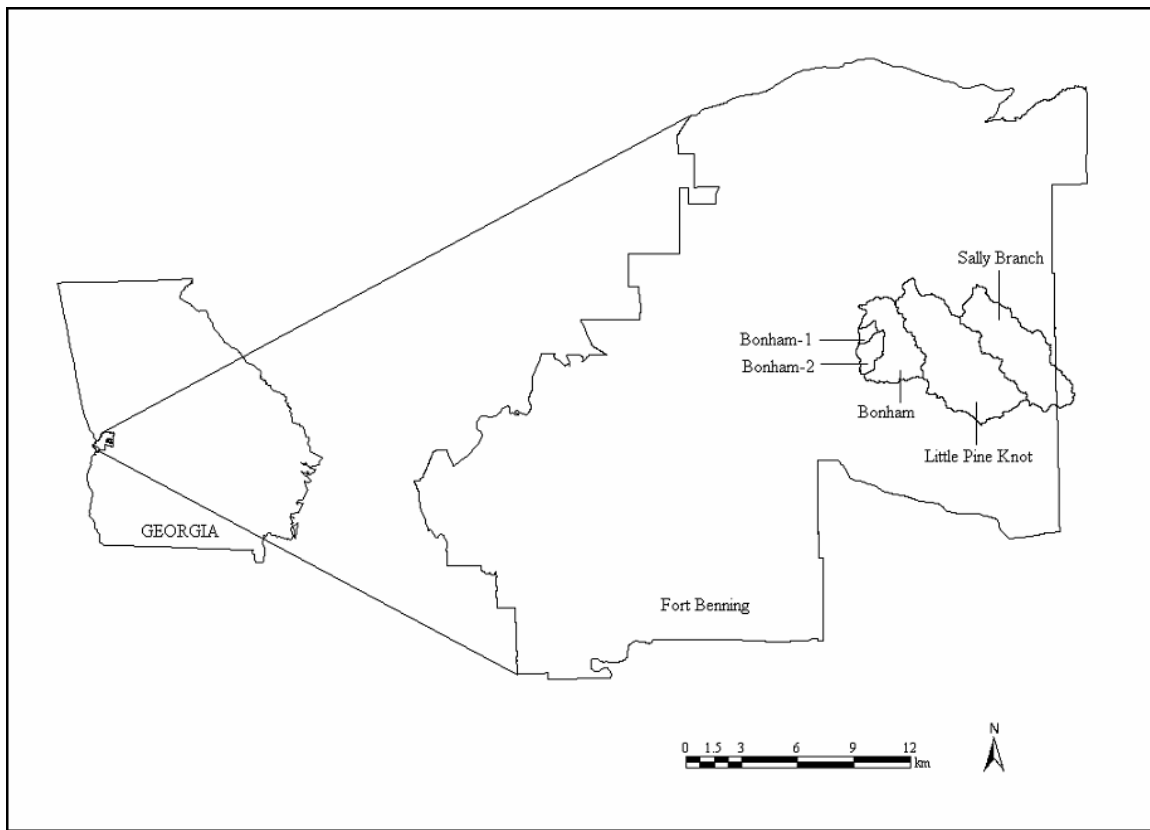 Sally Branch
Bonham-1
Bonham-2
Bonham
Little Pine Knot
GEORGIA
Fort Benning
N
0 1.5 3 6 9 12
km